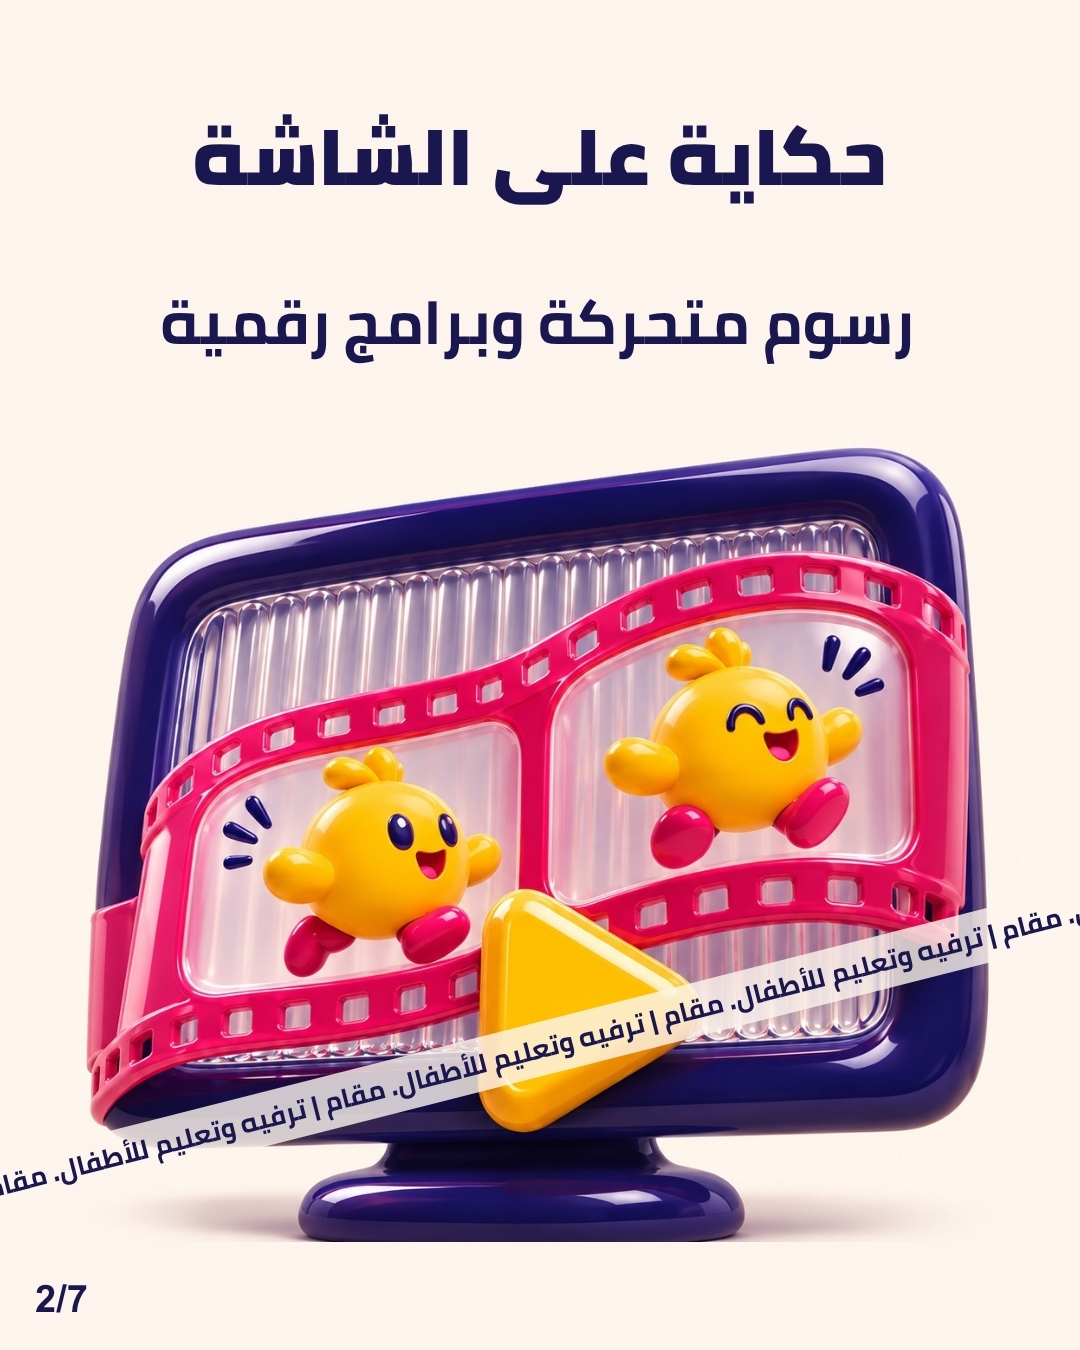 حكاية على الشاشة
رسوم متحركة وبرامج رقمية
مقام | ترفيه وتعليم للأطفال. مقام | ترفيه وتعليم للأطفال. مقام | ترفيه وتعليم للأطفال.
2/7